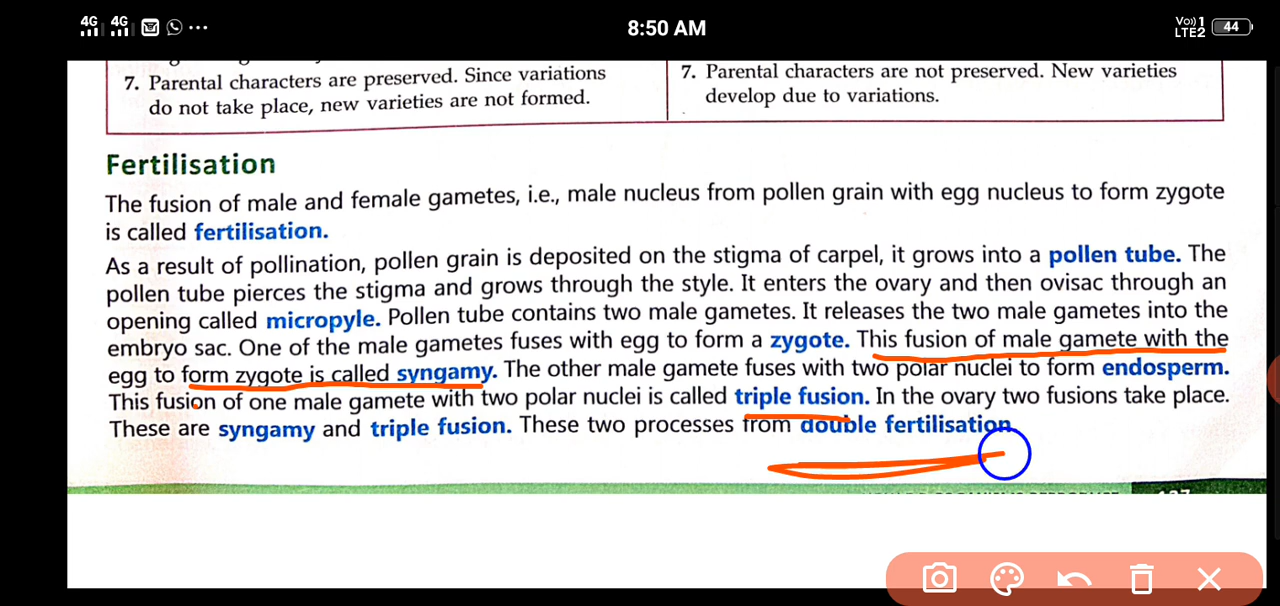 4G 4G 8:50 AM Vo)) 1 LTE2 44
7. Parental characters are preserved. Since variations
do not take place, new varieties are not formed.
7. Parental characters are not preserved. New varieties
develop due to variations.
Fertilisation
The fusion of male and female gametes, i.e., male nucleus from pollen grain with egg nucleus to form zygote
is called fertilisation.
As a result of pollination, pollen grain is deposited on the stigma of carpel, it grows into a pollen tube. The
pollen tube pierces the stigma and grows through the style. It enters the ovary and then ovisac through an
opening called micropyle. Pollen tube contains two male gametes. It releases the two male gametes into the
embryo sac. One of the male gametes fuses with egg to form a zygote. This fusion of male gamete with the
egg to form zygote is called syngamy. The other male gamete fuses with two polar nuclei to form endosperm.
This fusion of one male gamete with two polar nuclei is called triple fusion. In the ovary two fusions take place.
These are syngamy and triple fusion. These two processes from double fertilisation.